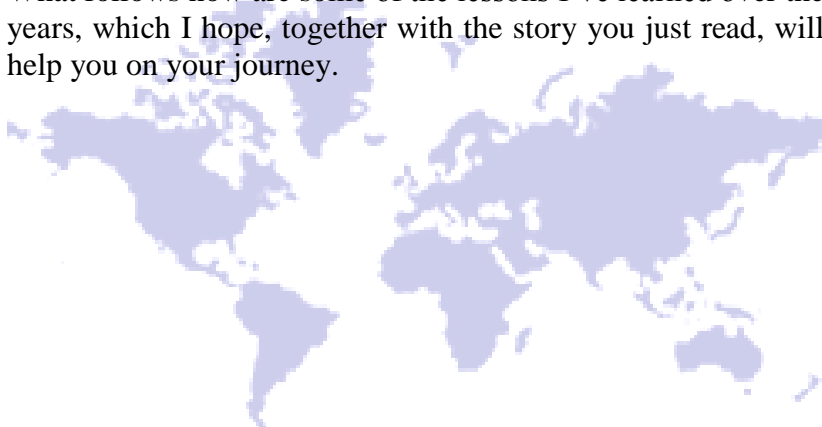 What follows now are some of the lessons I've learned over the
years, which I hope, together with the story you just read, will
help you on your journey.